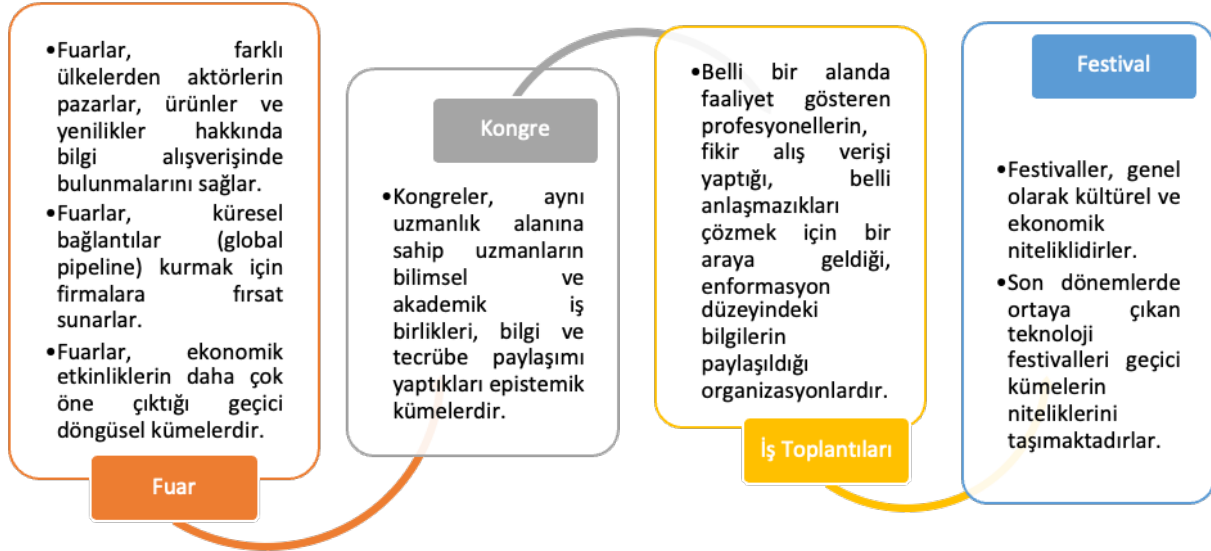 •Fuarlar, farklı
ülkelerden aktörlerin
pazarlar, ürünler ve
yenilikler hakkında
bilgi alışverişinde
bulunmalarını sağlar.
•Fuarlar, küresel
bağlantılar (global
pipeline) kurmak için
firmalara fırsat
sunarlar.
•Fuarlar, ekonomik
etkinliklerin daha çok
öne çıktığı geçici
döngüsel kümelerdir.
Fuar
Kongre
•Kongreler, aynı
uzmanlık alanına
sahip uzmanların
bilimsel ve
akademik iş
birlikleri, bilgi ve
tecrübe paylaşımı
yaptıkları epistemik
kümelerdir.
•Belli bir alanda
faaliyet gösteren
profesyonellerin,
fikir alış verişi
yaptığı, belli
anlaşmazıkları
çözmek için bir
araya geldiği,
enformasyon
düzeyindeki
bilgilerin
paylaşıldığı
organizasyonlardır.
İş Toplantıları
Festival
•Festivaller, genel
olarak kültürel ve
ekonomik
niteliklidirler.
•Son dönemlerde
ortaya çıkan
teknoloji
festivalleri geçici
kümelerin
niteliklerini
taşımaktadırlar.